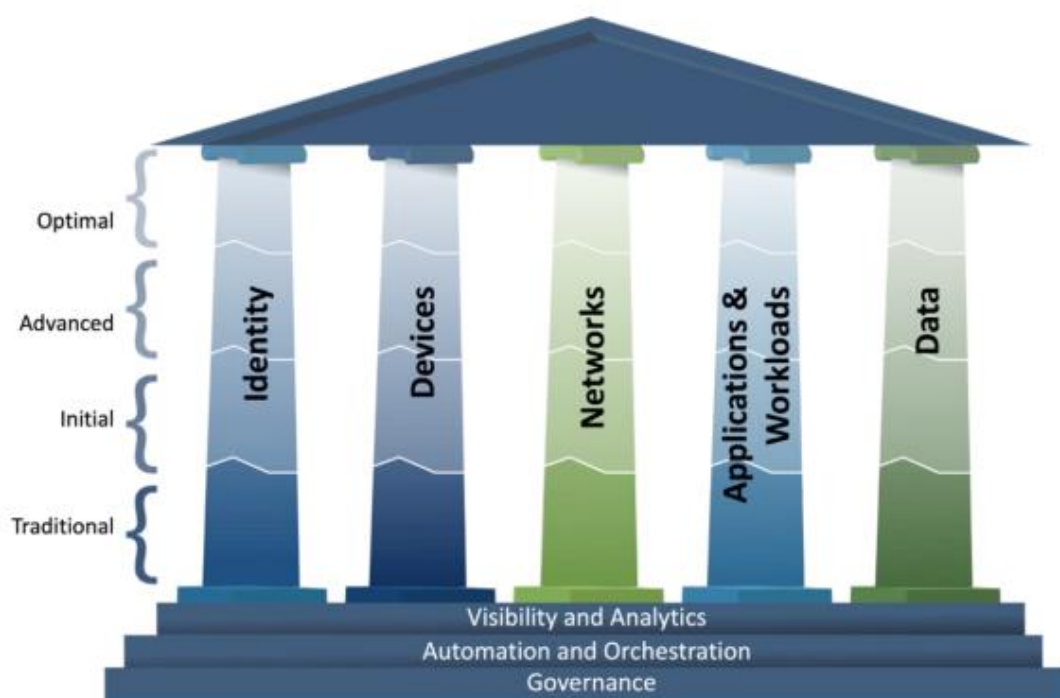 Optimal
Advanced
Initial
Traditional
Identity
Devices
Networks
Applications &
Workloads
Data
Visibility and Analytics
Automation and Orchestration
Governance